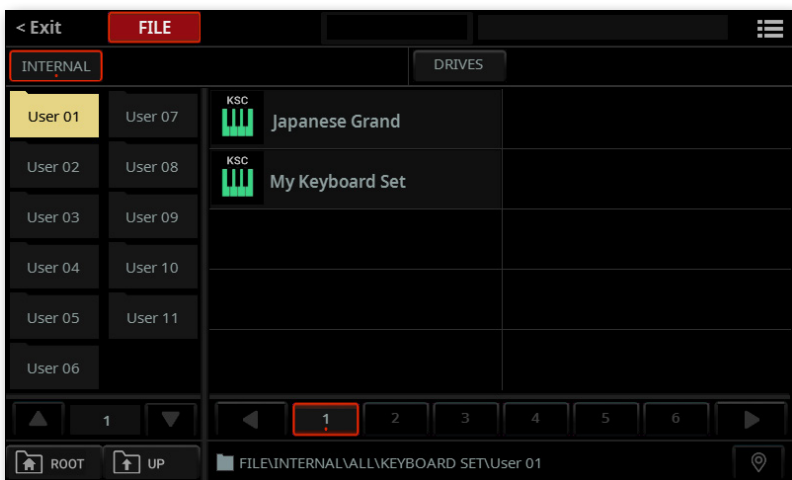 < Exit FILE
INTERNAL DRIVES
User 01 User 07
User 02 User 08
User 03 User 09
User 04 User 10
User 05 User 11
User 06
KSC
Japanese Grand
KSC
My Keyboard Set
1
1 2 3 4 5 6
ROOT UP
FILE\INTERNAL\ALL\KEYBOARD SET\User 01